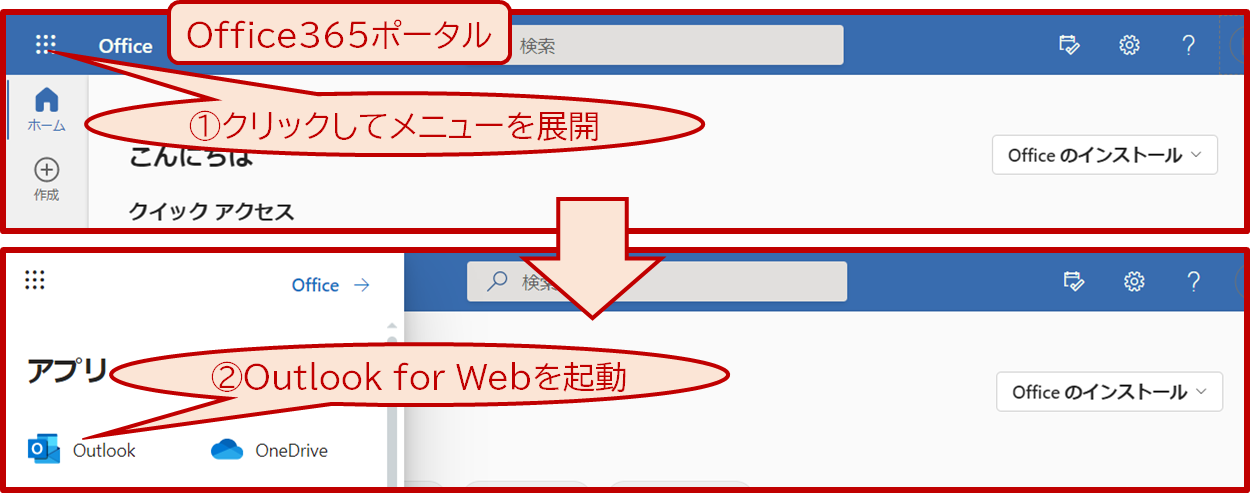 Office
Office365ポータル
検索
①クリックしてメニューを展開
ホーム
こんにちは
Office のインストール
作成
クイック アクセス
Office →
検索
アプリ
②Outlook for Webを起動
Office のインストール
Outlook
OneDrive